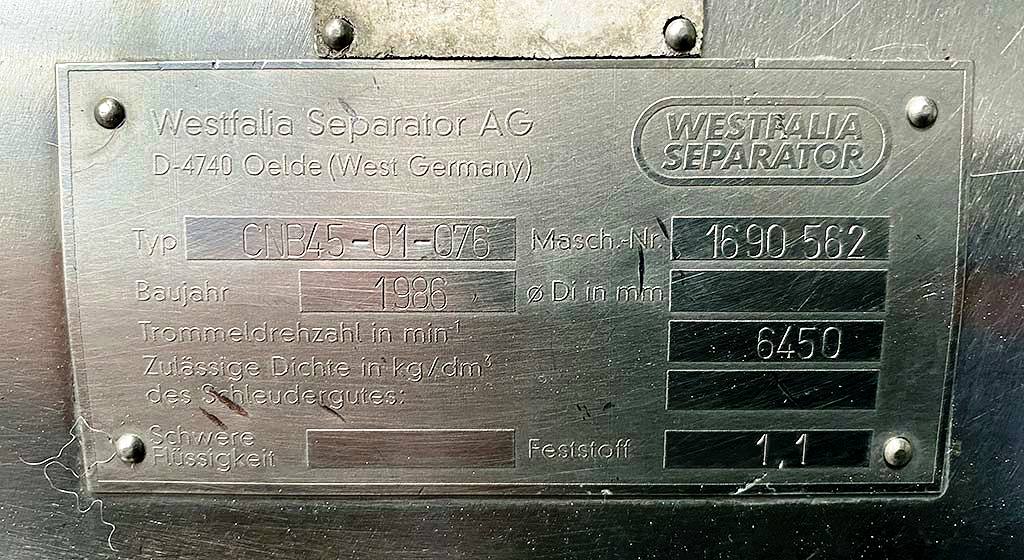 Westfalia Separator AG
D-4740 Oelde (West Germany)
WESTFALIA
SEPARATOR
Typ CNB45-01-076 Masch.-Nr. 1690 562
Baujahr 1986 ø Di in mm
Trommeldrehzahl in min⁻¹ 6450
Zulässige Dichte in kg/dm³
des Schleudergutes:
Schwere
Flüssigkeit Feststoff 1.1